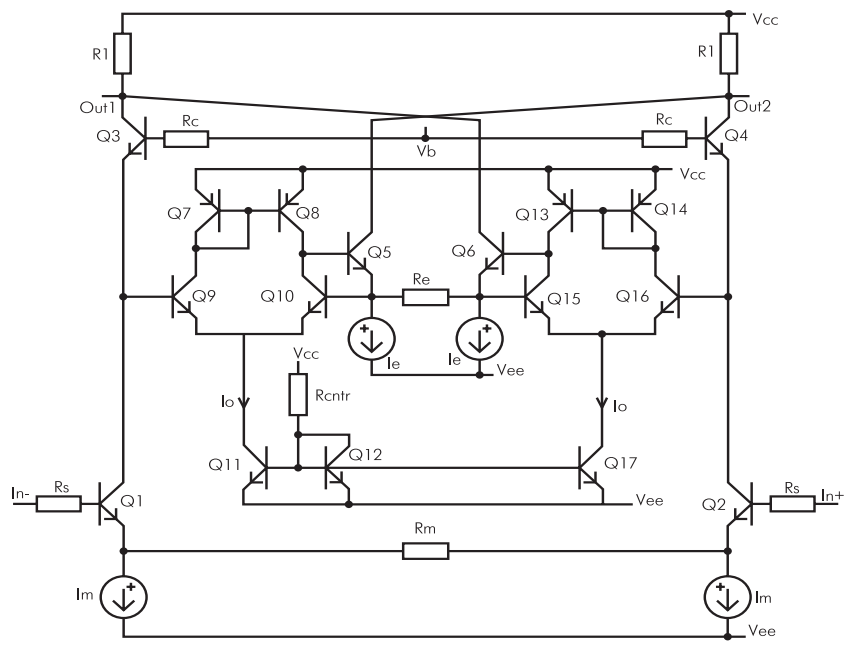 Vcc
R1
R1
Out1
Out2
Q3
Rc
Rc
Q4
Vb
Vcc
Q7
Q8
Q13
Q14
Q5
Q6
Re
Q9
Q10
Q15
Q16
Ie
Ie
Vcc
Vee
Rcntr
Io
Io
Q11
Q12
Q17
In-
Rs
Q1
Vee
Q2
Rs
In+
Rm
Im
Im
Vee